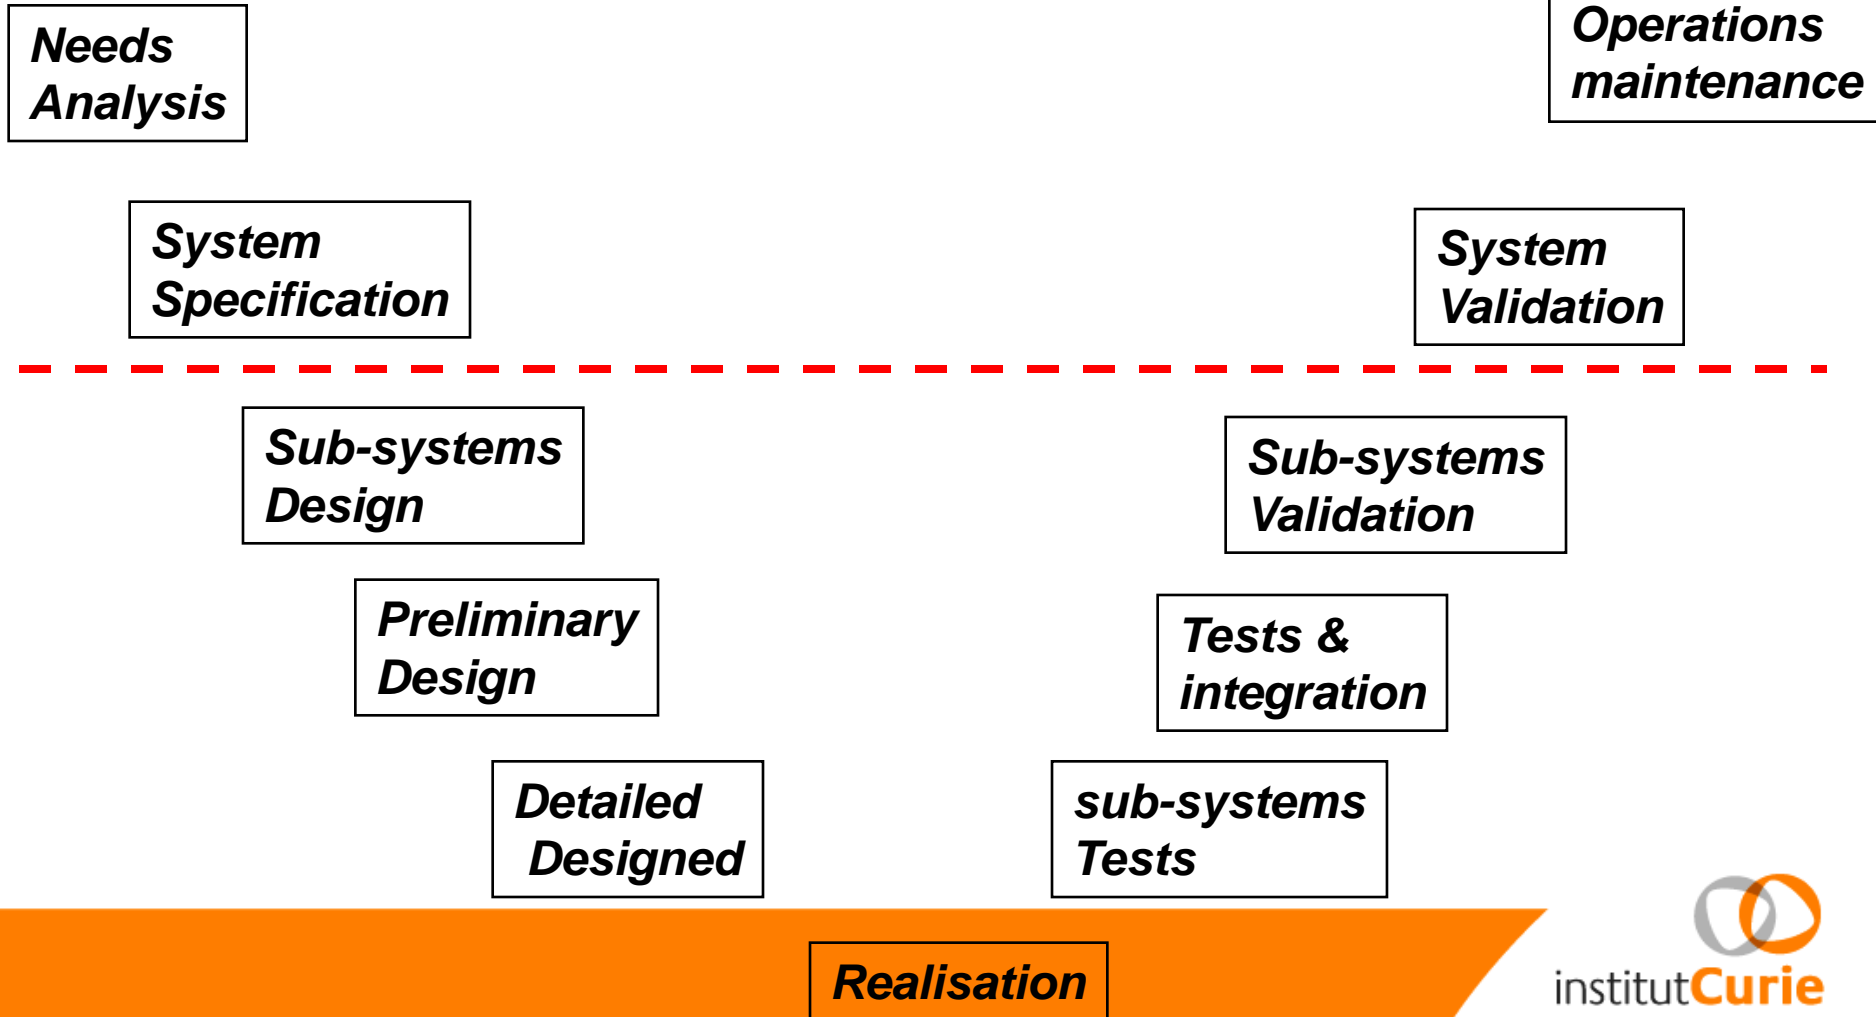 Needs
Analysis
Operations
maintenance
System
Specification
System
Validation
Sub-systems
Design
Sub-systems
Validation
Preliminary
Design
Tests &
integration
Detailed
Designed
sub-systems
Tests
Realisation
institutCurie